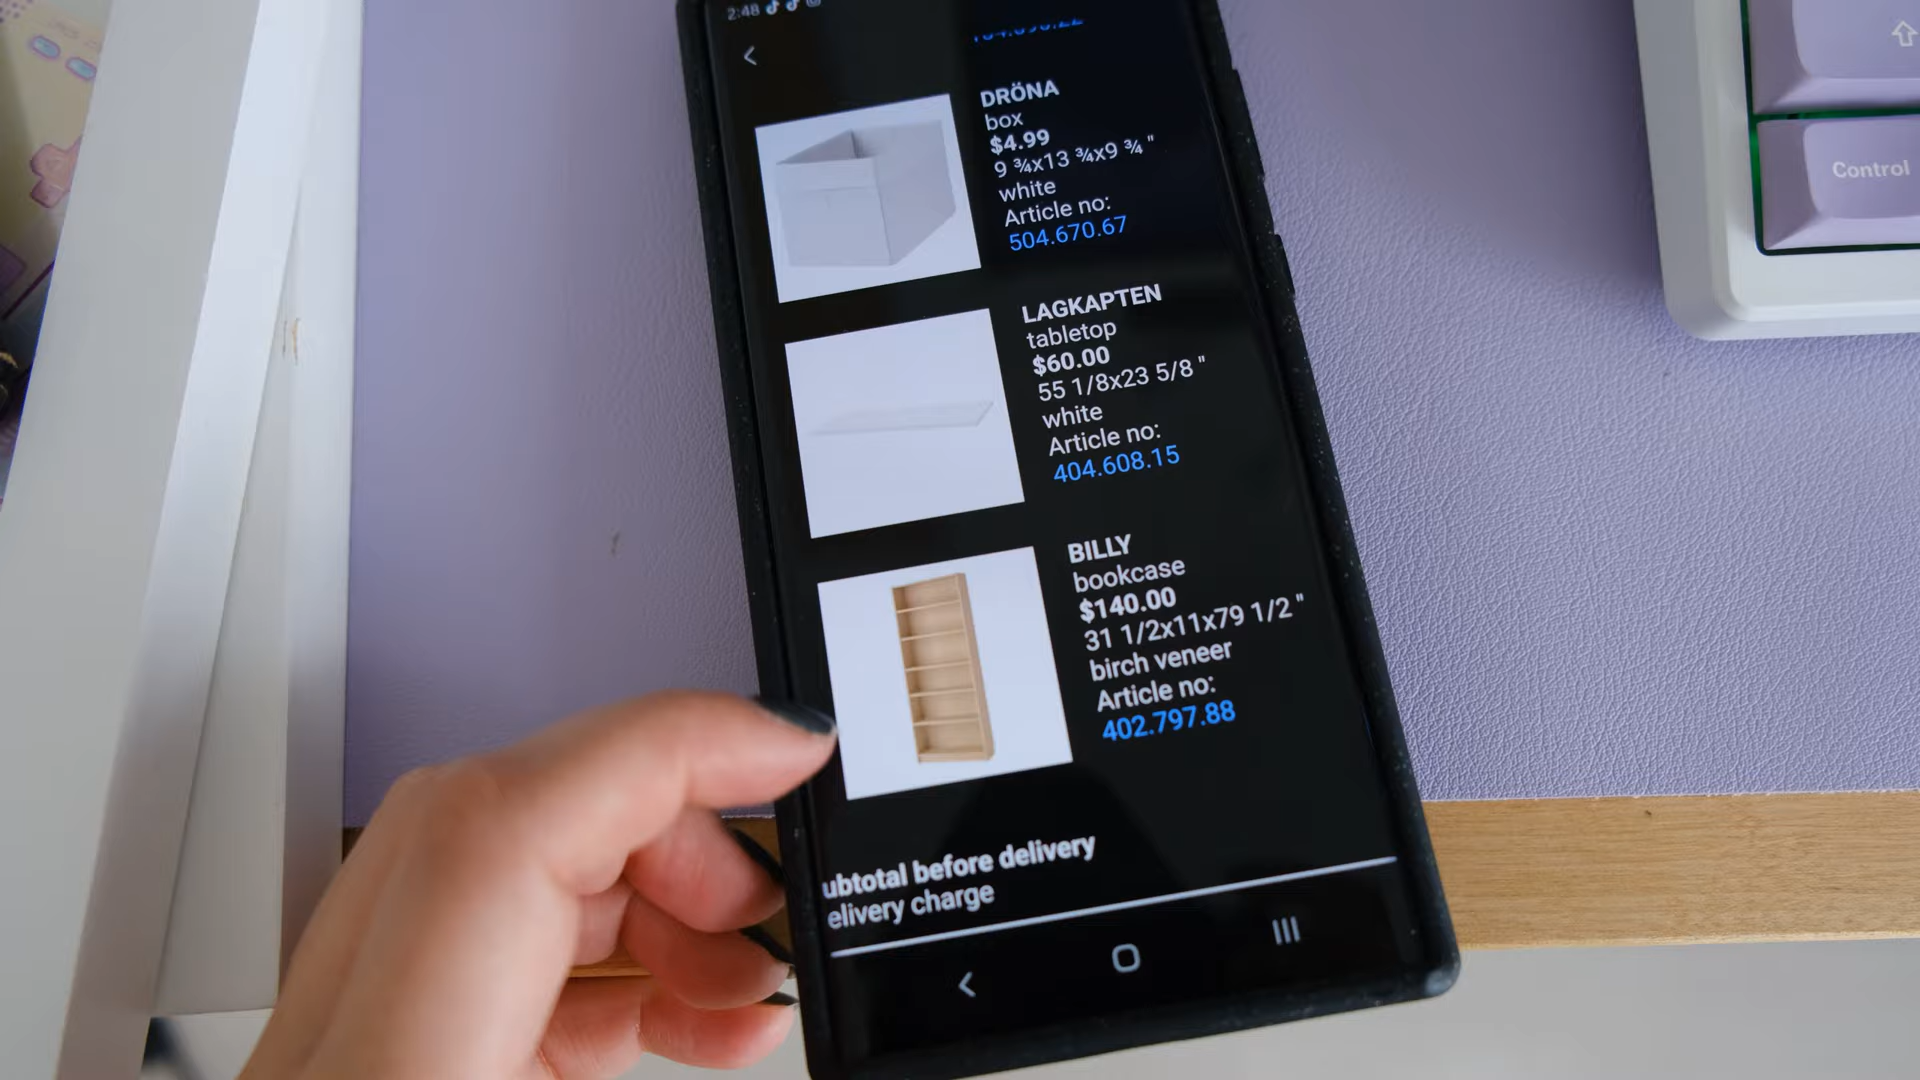 2:48
DRÖNA
box
$4.99
9 ¾x13 ¾x9 ¾ "
white
Article no:
504.670.67
LAGKAPTEN
tabletop
$60.00
55 1/8x23 5/8 "
white
Article no:
404.608.15
BILLY
bookcase
$140.00
31 1/2x11x79 1/2 "
birch veneer
Article no:
402.797.88
ubtotal before delivery
elivery charge
Control